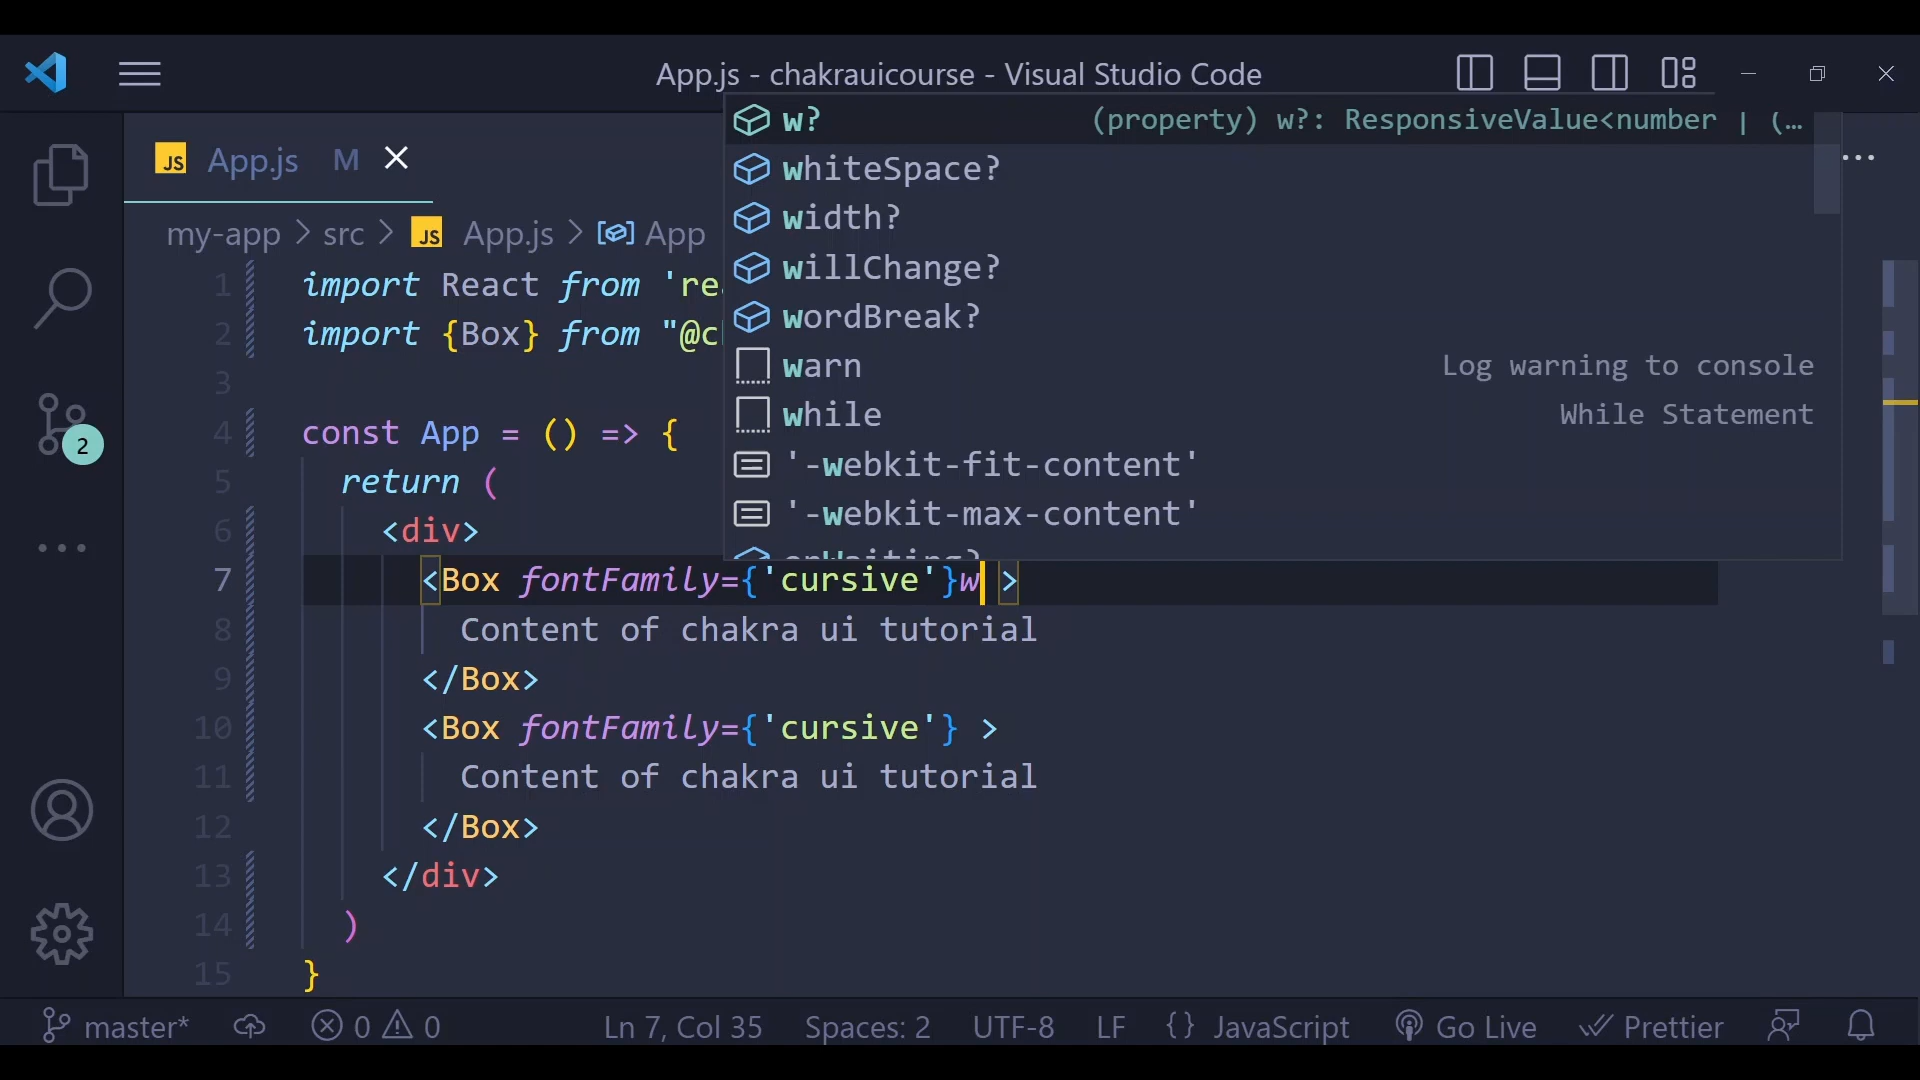 App.js - chakrauicourse - Visual Studio Code
JS App.js M
my-app > src > JS App.js > App
w? (property) w?: ResponsiveValue<number | (…
whiteSpace?
width?
willChange?
wordBreak?
warn Log warning to console
while While Statement
'-webkit-fit-content'
'-webkit-max-content'
onWaiting?
1 import React from 're
2 import {Box} from "@c
3
4 const App = () => {
5 return (
6 <div>
7 <Box fontFamily={'cursive'}w >
8 Content of chakra ui tutorial
9 </Box>
10 <Box fontFamily={'cursive'} >
11 Content of chakra ui tutorial
12 </Box>
13 </div>
14 )
15 }
2
master* 0 0 Ln 7, Col 35 Spaces: 2 UTF-8 LF {} JavaScript Go Live Prettier